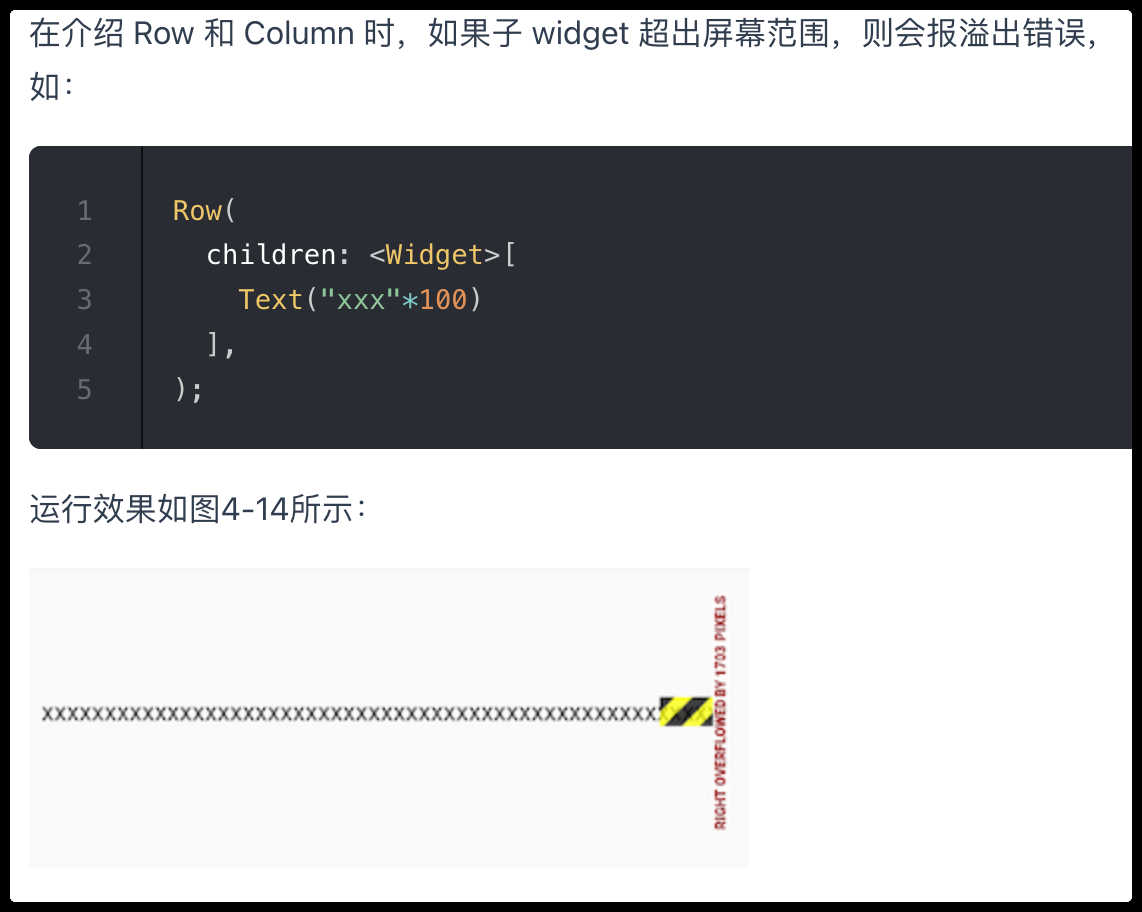 在介绍 Row 和 Column 时，如果子 widget 超出屏幕范围，则会报溢出错误，
如：
1 Row(
2   children: <Widget>[
3     Text("xxx"*100)
4   ],
5 );
运行效果如图4-14所示：
xxxxxxxxxxxxxxxxxxxxxxxxxxxxxxxxxxxxxxxxxxxxxxxxxx
RIGHT OVERFLOWED BY 1703 PIXELS